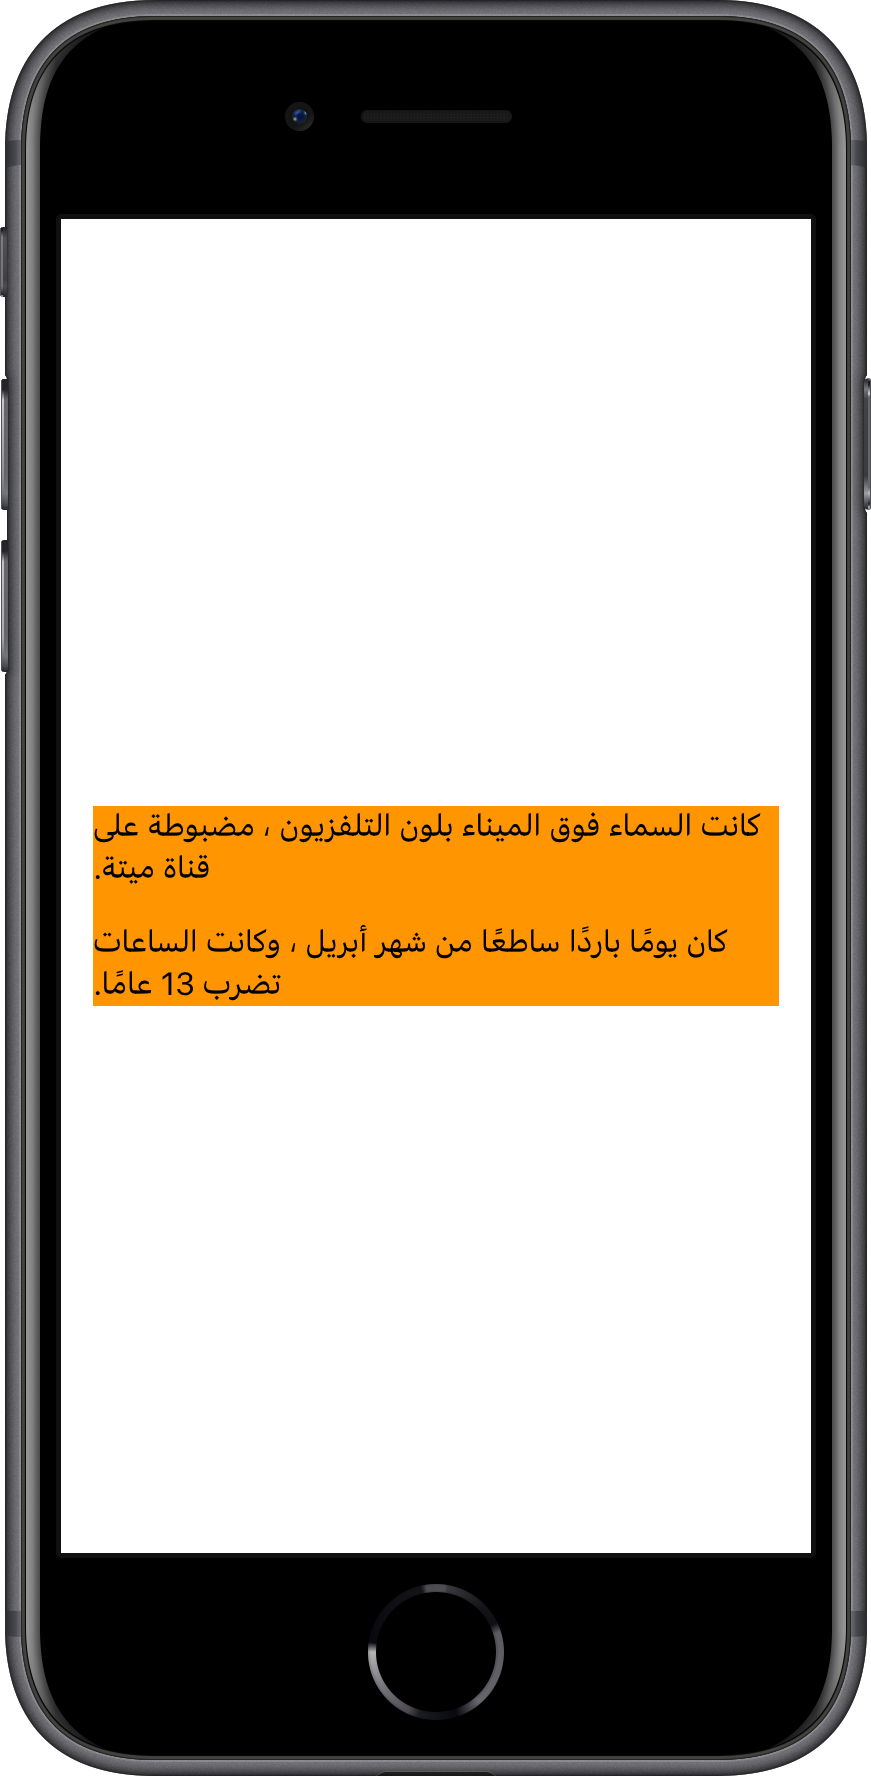 كانت السماء فوق الميناء بلون التلفزيون ، مضبوطة على
قناة ميتة.
كان يومًا باردًا ساطعًا من شهر أبريل ، وكانت الساعات
تضرب 13 عامًا.